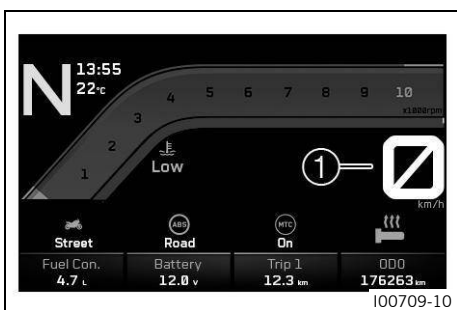 N
13:55
22°C
1 2 3 4 5 6 7 8 9 10
x1000rpm
Low
1
0
km/h
Street
ABS
Road
MTC
On
Fuel Con.
4.7 L
Battery
12.0 V
Trip 1
12.3 km
ODO
176263 km
I00709-10